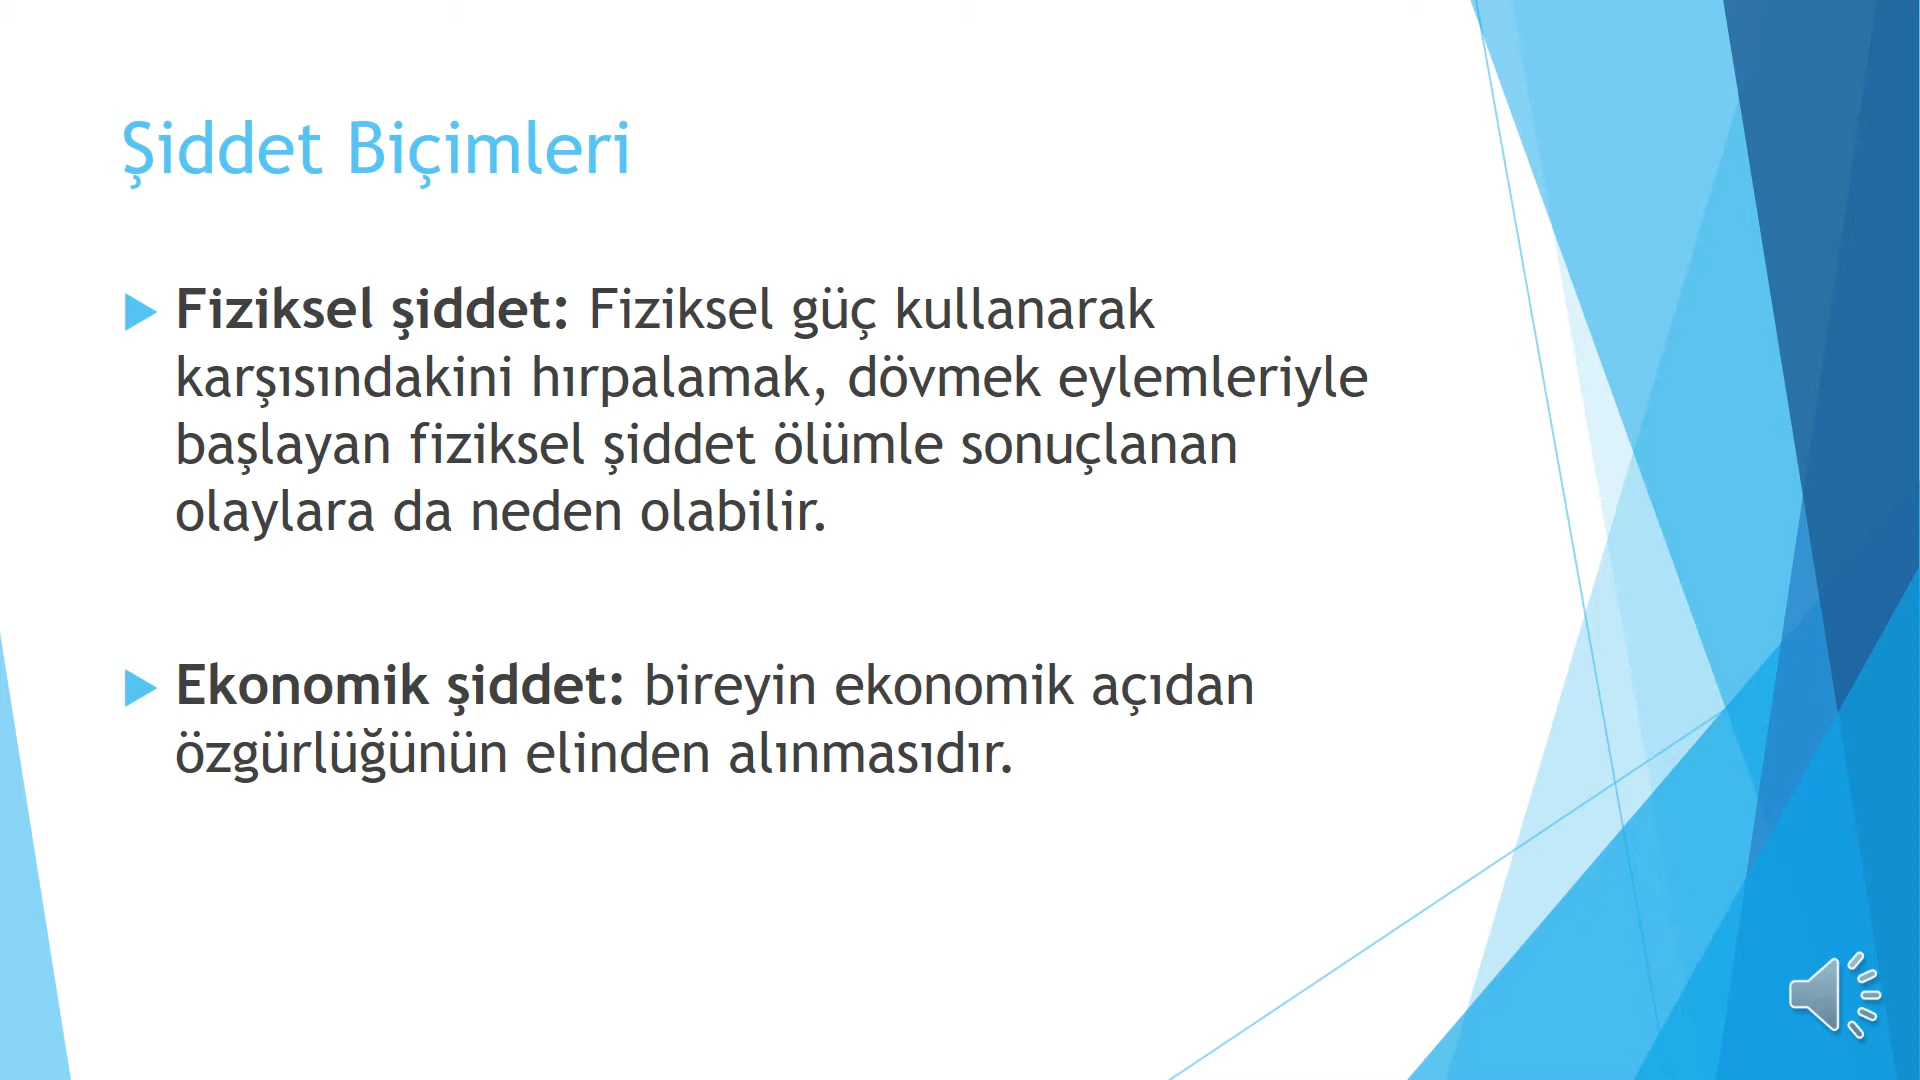 Şiddet Biçimleri
Fiziksel şiddet: Fiziksel güç kullanarak
karşısındakini hırpalamak, dövmek eylemleriyle
başlayan fiziksel şiddet ölümle sonuçlanan
olaylara da neden olabilir.
Ekonomik şiddet: bireyin ekonomik açıdan
özgürlüğünün elinden alınmasıdır.